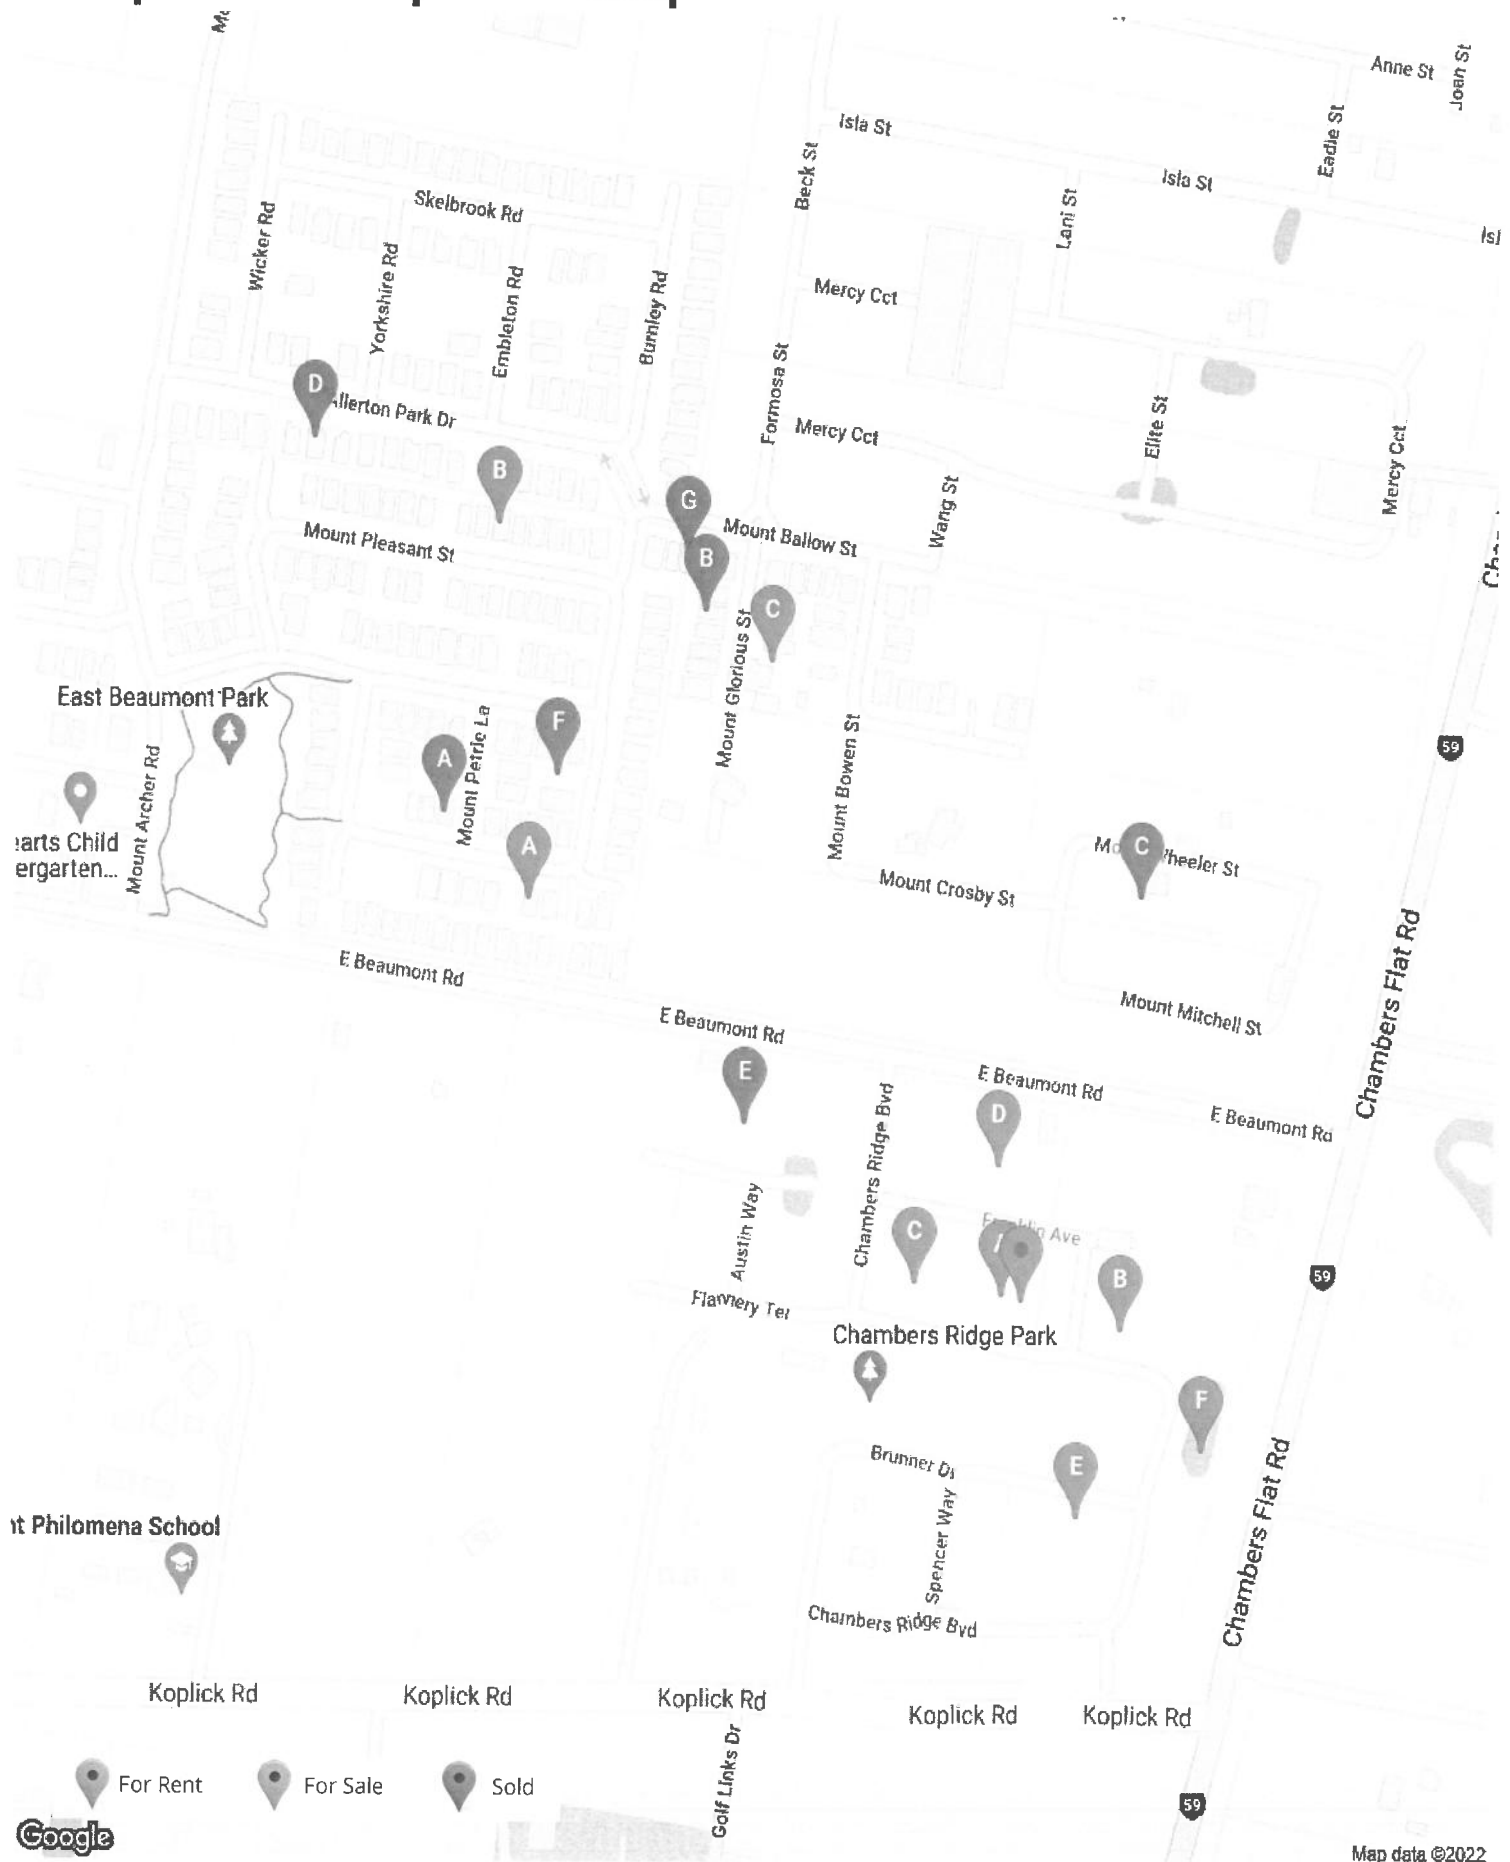 Anne St
Joan St
Isla St
Eadie St
Beck St
Isla St
Skelbrook Rd
Lani St
Wicker Rd
Yorkshire Rd
Mercy Cct
Embleton Rd
Burnley Rd
D
Allerton Park Dr
Formosa St
Mercy Cct
Elite St
Mercy Cct
B
G
Wang St
Mount Ballow St
Mount Pleasant St
B
C
Mount Glorious St
East Beaumont Park
F
59
A
Mount Petrie La
Mount Bowen St
Mount Archer Rd
earts Child
ergarten...
A
C
heeler St
Mount Crosby St
E Beaumont Rd
Chambers Flat Rd
Mount Mitchell St
E Beaumont Rd
E
E Beaumont Rd
D
E Beaumont Rd
Chambers Ridge Bvd
Austin Way
C
Ave
B
59
Flannery Ter
Chambers Ridge Park
F
Brunner Dr
E
Spencer Way
Chambers Flat Rd
nt Philomena School
Chambers Ridge Bvd
Koplick Rd
Koplick Rd
Koplick Rd
Koplick Rd
Koplick Rd
Golf Links Dr
For Rent
For Sale
Sold
59
Google
Map data ©2022